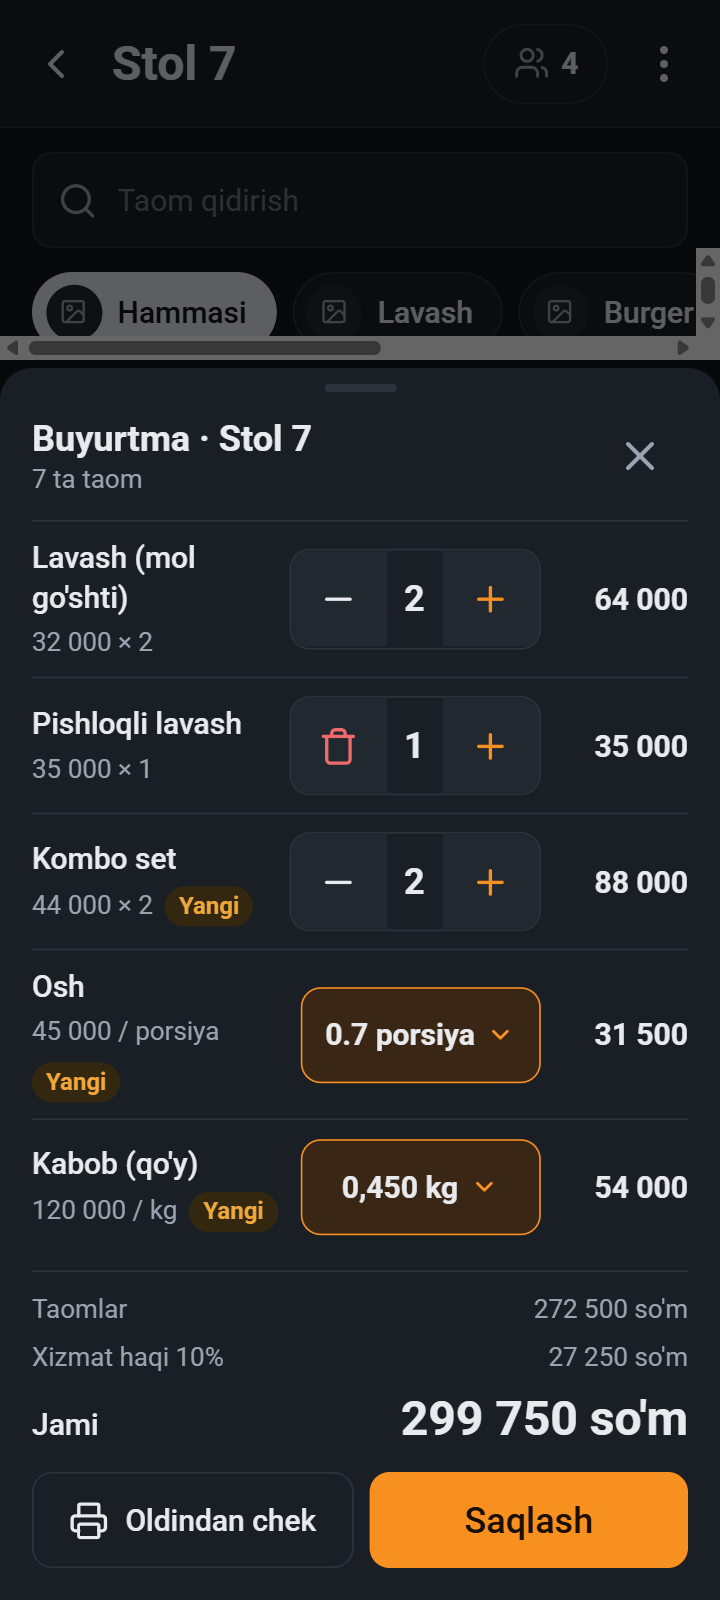 Stol 7
4
Taom qidirish
Hammasi
Lavash
Burger
Buyurtma · Stol 7
7 ta taom
Lavash (mol
go'shti)
32 000 × 2
2
64 000
Pishloqli lavash
35 000 × 1
1
35 000
Kombo set
44 000 × 2 Yangi
2
88 000
Osh
45 000 / porsiya
Yangi
0.7 porsiya
31 500
Kabob (qo'y)
120 000 / kg Yangi
0,450 kg
54 000
Taomlar 272 500 so'm
Xizmat haqi 10% 27 250 so'm
Jami 299 750 so'm
Oldindan chek
Saqlash